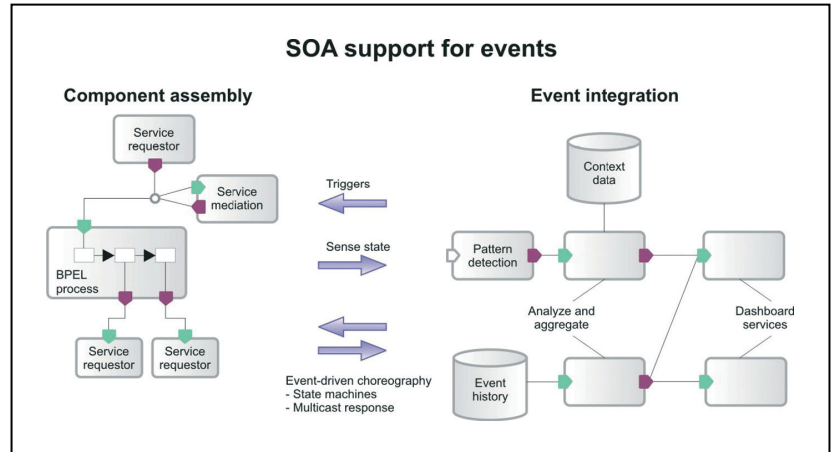 SOA support for events
Component assembly
Service
requestor
Service
mediation
BPEL
process
Service
requestor
Service
requestor
Triggers
Sense state
Event-driven choreography
- State machines
- Multicast response
Event integration
Context
data
Pattern
detection
Analyze and
aggregate
Dashboard
services
Event
history